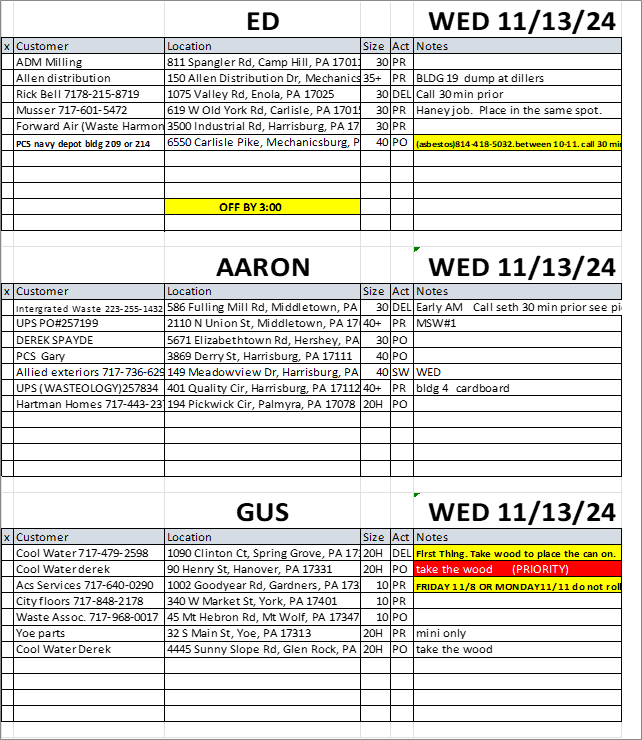 ED WED 11/13/24
x Customer Location Size Act Notes
ADM Milling 811 Spangler Rd, Camp Hill, PA 17011 30 PR
Allen distribution 150 Allen Distribution Dr, Mechanics 35+ PR BLDG 19 dump at dillers
Rick Bell 7178-215-8719 1075 Valley Rd, Enola, PA 17025 30 DEL Call 30 min prior
Musser 717-601-5472 619 W Old York Rd, Carlisle, PA 17015 30 PR Haney job. Place in the same spot.
Forward Air (Waste Harmon 3500 Industrial Rd, Harrisburg, PA 17 30 PR
PCS navy depot bldg 209 or 214 6550 Carlisle Pike, Mechanicsburg, P 40 PO (asbestos)814-418-5032.between 10-11. call 30 min
OFF BY 3:00
AARON WED 11/13/24
x Customer Location Size Act Notes
Intergrated Waste 223-255-1432 586 Fulling Mill Rd, Middletown, PA 30 DEL Early AM Call seth 30 min prior see pi
UPS PO#257199 2110 N Union St, Middletown, PA 17 40+ PR MSW#1
DEREK SPAYDE 5671 Elizabethtown Rd, Hershey, PA 30 PO
PCS Gary 3869 Derry St, Harrisburg, PA 17111 40 PO
Allied exteriors 717-736-629 149 Meadowview Dr, Harrisburg, PA 40 SW WED
UPS (WASTEOLOGY)257834 401 Quality Cir, Harrisburg, PA 17112 40+ PR bldg 4 cardboard
Hartman Homes 717-443-237 194 Pickwick Cir, Palmyra, PA 17078 20H PO
GUS WED 11/13/24
x Customer Location Size Act Notes
Cool Water 717-479-2598 1090 Clinton Ct, Spring Grove, PA 17 20H DEL First Thing. Take wood to place the can on.
Cool Water derek 90 Henry St, Hanover, PA 17331 20H PO take the wood (PRIORITY)
Acs Services 717-640-0290 1002 Goodyear Rd, Gardners, PA 173 10 PR FRIDAY 11/8 OR MONDAY11/11 do not roll
City floors 717-848-2178 340 W Market St, York, PA 17401 10 PR
Waste Assoc. 717-968-0017 45 Mt Hebron Rd, Mt Wolf, PA 17347 10 PO
Yoe parts 32 S Main St, Yoe, PA 17313 20H PR mini only
Cool Water Derek 4445 Sunny Slope Rd, Glen Rock, PA 20H PO take the wood